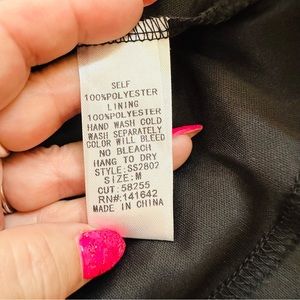 SELF
100%POLYESTER
LINING
100%POLYESTER
HAND WASH COLD
WASH SEPARATELY
COLOR WILL BLEED
NO BLEACH
HANG TO DRY
STYLE:SS2802
SIZE:M
CUT:58255
RN#:141642
MADE IN CHINA